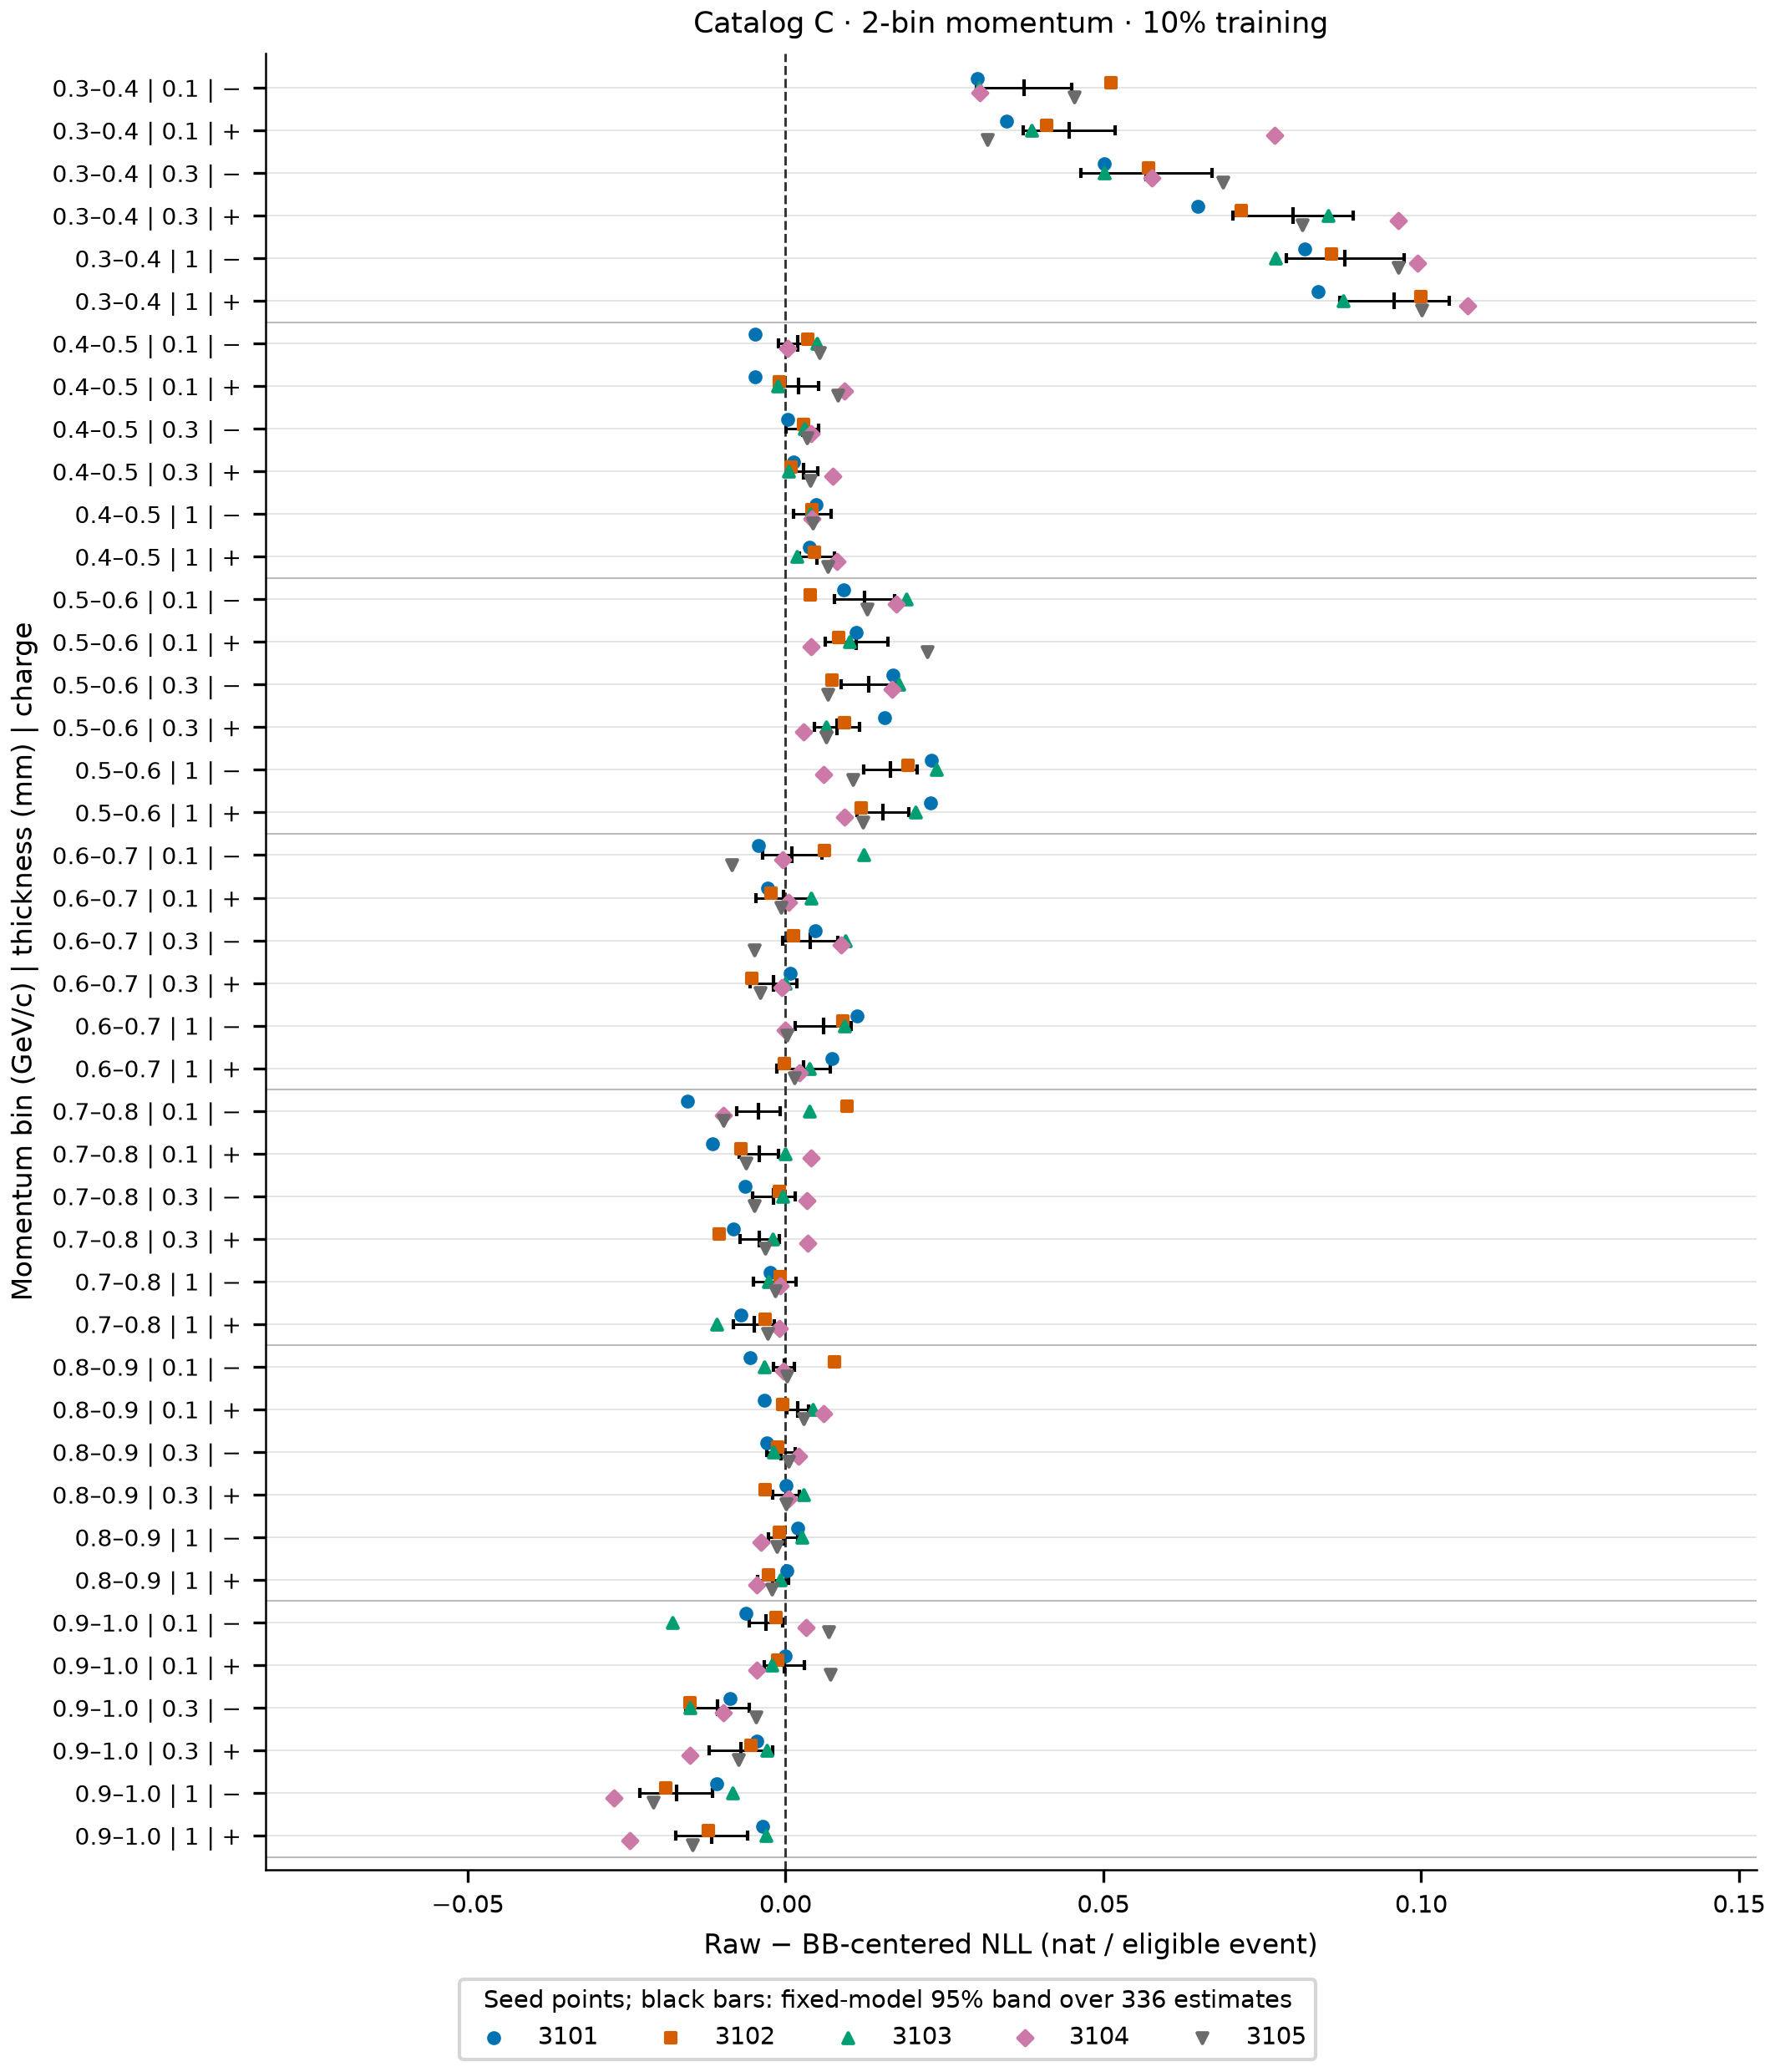 Catalog C · 2-bin momentum · 10% training
Momentum bin (GeV/c) | thickness (mm) | charge
0.3–0.4 | 0.1 | −
0.3–0.4 | 0.1 | +
0.3–0.4 | 0.3 | −
0.3–0.4 | 0.3 | +
0.3–0.4 | 1 | −
0.3–0.4 | 1 | +
0.4–0.5 | 0.1 | −
0.4–0.5 | 0.1 | +
0.4–0.5 | 0.3 | −
0.4–0.5 | 0.3 | +
0.4–0.5 | 1 | −
0.4–0.5 | 1 | +
0.5–0.6 | 0.1 | −
0.5–0.6 | 0.1 | +
0.5–0.6 | 0.3 | −
0.5–0.6 | 0.3 | +
0.5–0.6 | 1 | −
0.5–0.6 | 1 | +
0.6–0.7 | 0.1 | −
0.6–0.7 | 0.1 | +
0.6–0.7 | 0.3 | −
0.6–0.7 | 0.3 | +
0.6–0.7 | 1 | −
0.6–0.7 | 1 | +
0.7–0.8 | 0.1 | −
0.7–0.8 | 0.1 | +
0.7–0.8 | 0.3 | −
0.7–0.8 | 0.3 | +
0.7–0.8 | 1 | −
0.7–0.8 | 1 | +
0.8–0.9 | 0.1 | −
0.8–0.9 | 0.1 | +
0.8–0.9 | 0.3 | −
0.8–0.9 | 0.3 | +
0.8–0.9 | 1 | −
0.8–0.9 | 1 | +
0.9–1.0 | 0.1 | −
0.9–1.0 | 0.1 | +
0.9–1.0 | 0.3 | −
0.9–1.0 | 0.3 | +
0.9–1.0 | 1 | −
0.9–1.0 | 1 | +
−0.05 0.00 0.05 0.10 0.15
Raw − BB-centered NLL (nat / eligible event)
Seed points; black bars: fixed-model 95% band over 336 estimates
3101 3102 3103 3104 3105